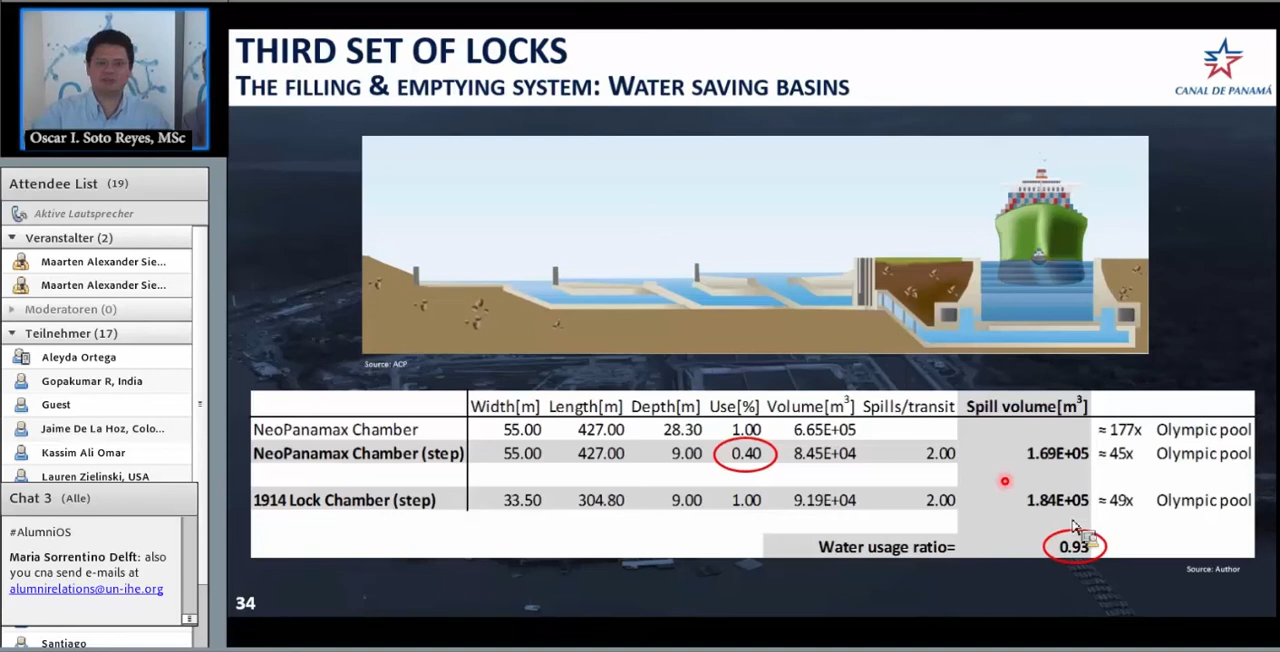 Oscar I. Soto Reyes, MSc
THIRD SET OF LOCKS
THE FILLING & EMPTYING SYSTEM: WATER SAVING BASINS
CANAL DE PANAMÁ
Attendee List (19)
Aktive Lautsprecher
Veranstalter (2)
Maarten Alexander Sie...
Maarten Alexander Sie...
Moderatoren (0)
Teilnehmer (17)
Aleyda Ortega
Gopakumar R, India
Guest
Jaime De La Hoz, Colo...
Kassim Ali Omar
Lauren Zielinski, USA
Chat 3 (Alle)
#AlumniOS
Maria Sorrentino Delft: also
you cna send e-mails at
alumnirelations@un-ihe.org
Santiago
Source: ACP
Width[m] Length[m] Depth[m] Use[%] Volume[m³] Spills/transit Spill volume[m³]
NeoPanamax Chamber 55.00 427.00 28.30 1.00 6.65E+05 ≈ 177x Olympic pool
NeoPanamax Chamber (step) 55.00 427.00 9.00 0.40 8.45E+04 2.00 1.69E+05 ≈ 45x Olympic pool
1914 Lock Chamber (step) 33.50 304.80 9.00 1.00 9.19E+04 2.00 1.84E+05 ≈ 49x Olympic pool
Water usage ratio= 0.93
Source: Author
34